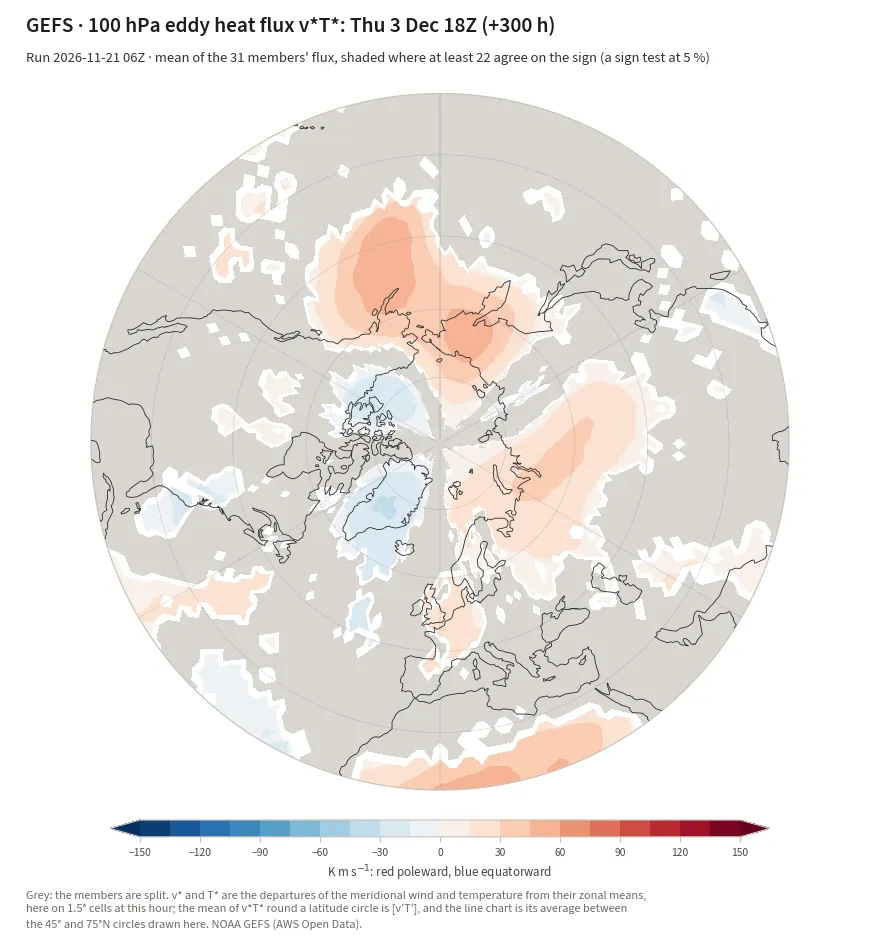 GEFS · 100 hPa eddy heat flux v*T*: Thu 3 Dec 18Z (+300 h)
Run 2026-11-21 06Z · mean of the 31 members' flux, shaded where at least 22 agree on the sign (a sign test at 5 %)
−150 −120 −90 −60 −30 0 30 60 90 120 150
K m s⁻¹: red poleward, blue equatorward
Grey: the members are split. v* and T* are the departures of the meridional wind and temperature from their zonal means,
here on 1.5° cells at this hour; the mean of v*T* round a latitude circle is [v′T′], and the line chart is its average between
the 45° and 75°N circles drawn here. NOAA GEFS (AWS Open Data).